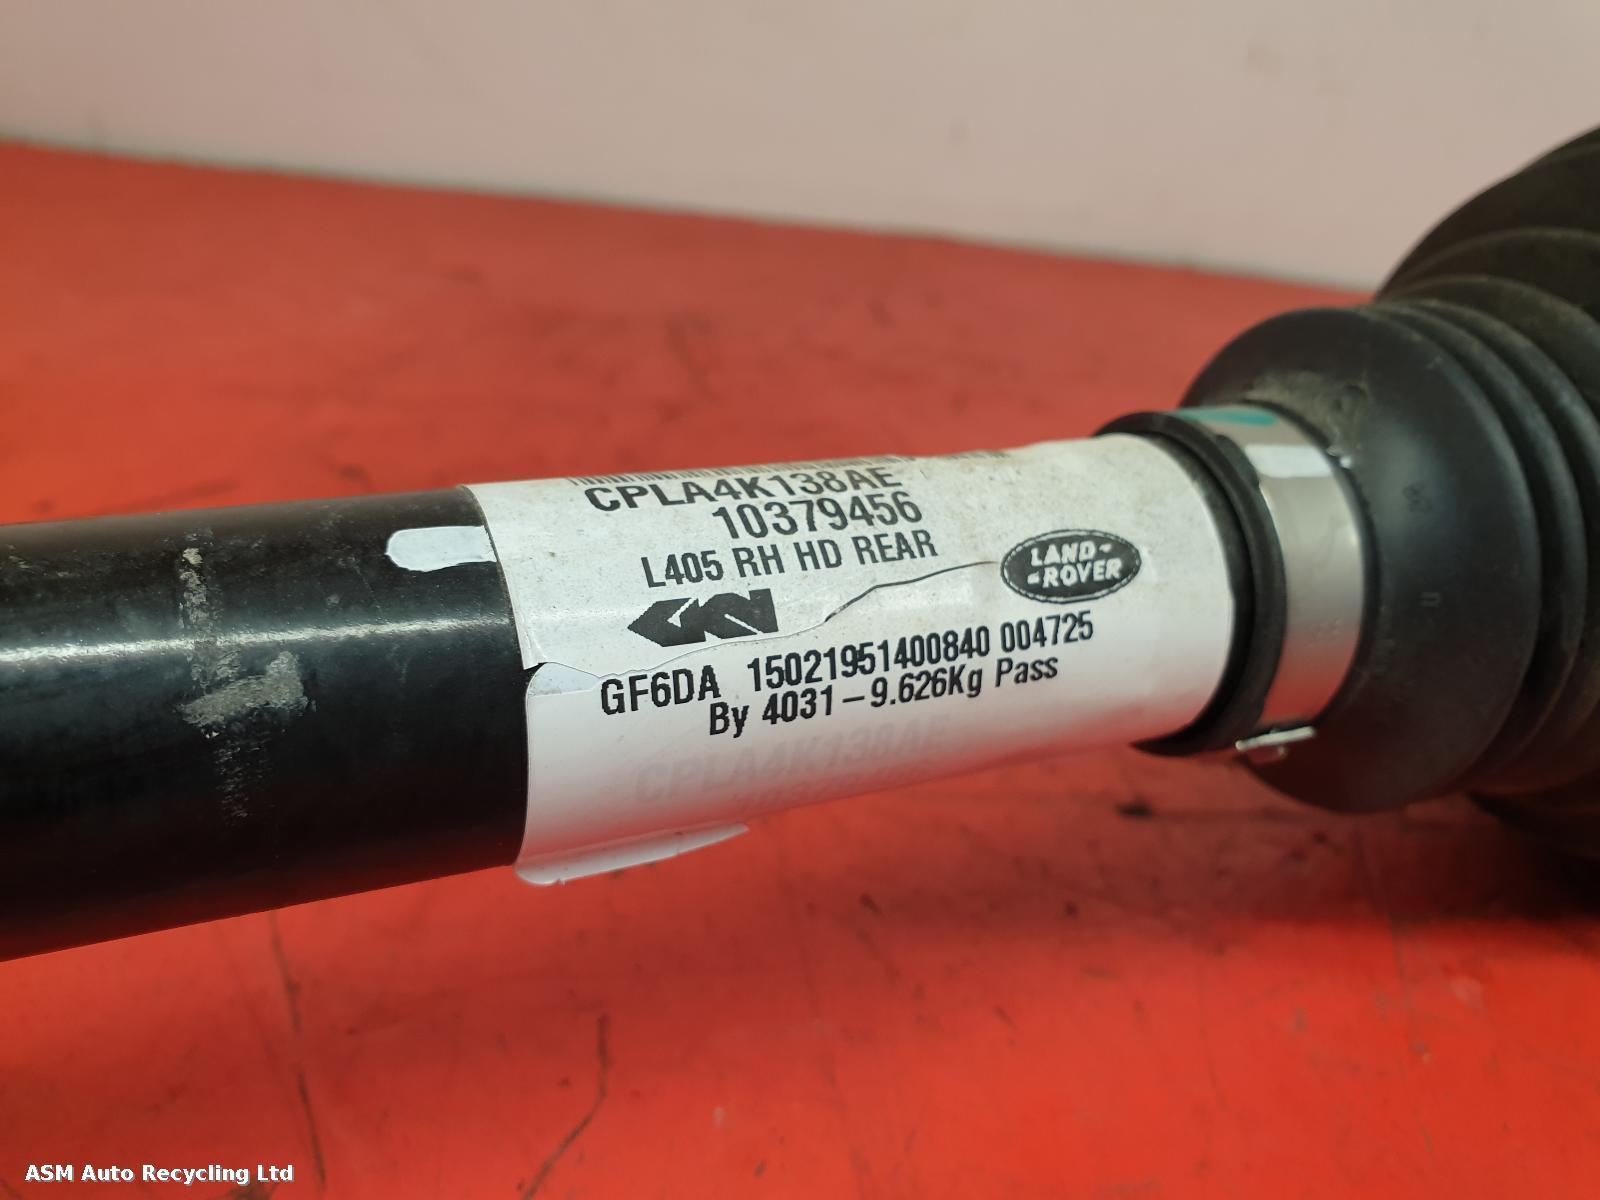 CPLA4K138AE
10379456
L405 RH HD REAR
LAND-
-ROVER
GKN
GF6DA 15021951400840 004725
By 4031-9.626Kg Pass
CPLA4K138AE
ASM Auto Recycling Ltd